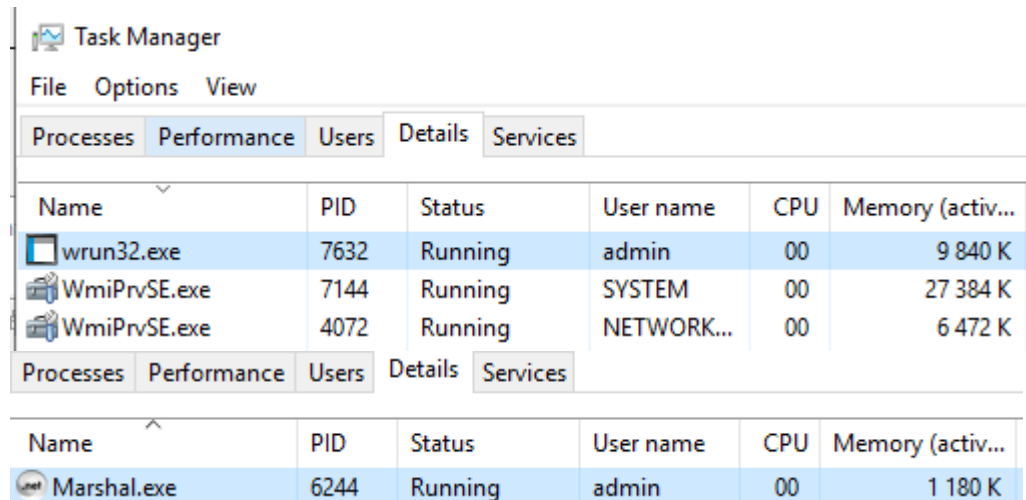 Task Manager
File Options View
Processes Performance Users Details Services
Name PID Status User name CPU Memory (activ...
wrun32.exe 7632 Running admin 00 9 840 K
WmiPrvSE.exe 7144 Running SYSTEM 00 27 384 K
WmiPrvSE.exe 4072 Running NETWORK... 00 6 472 K
Processes Performance Users Details Services
Name PID Status User name CPU Memory (activ...
.net Marshal.exe 6244 Running admin 00 1 180 K